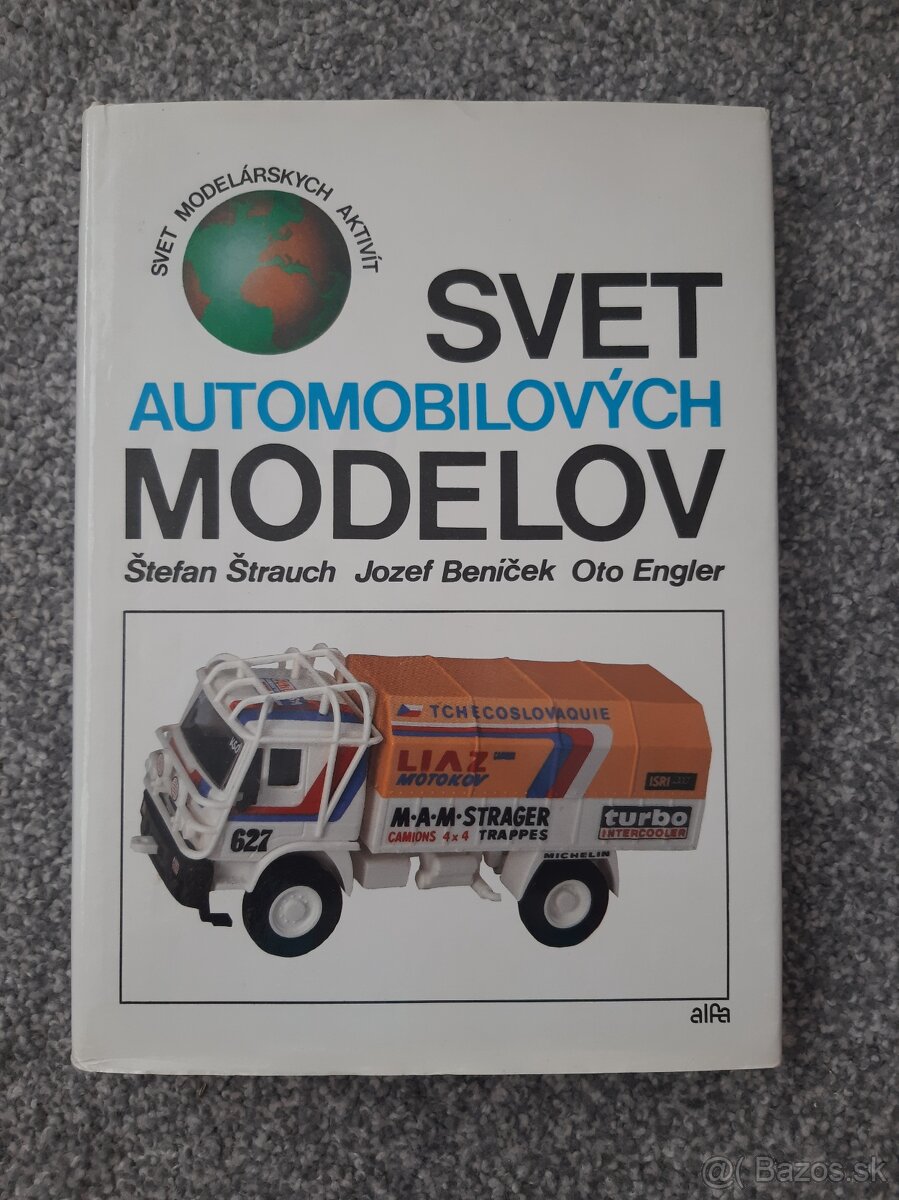 SVET MODELÁRSKYCH AKTIVÍT
SVET
AUTOMOBILOVÝCH
MODELOV
Štefan Štrauch Jozef Beníček Oto Engler
TCHECOSLOVAQUIE
LIAZ
MOTOKOV
ISRI
M·A·M·STRAGER
CAMIONS 4x4 TRAPPES
turbo
INTERCOOLER
627
MICHELIN
alfa
@( Bazos.sk